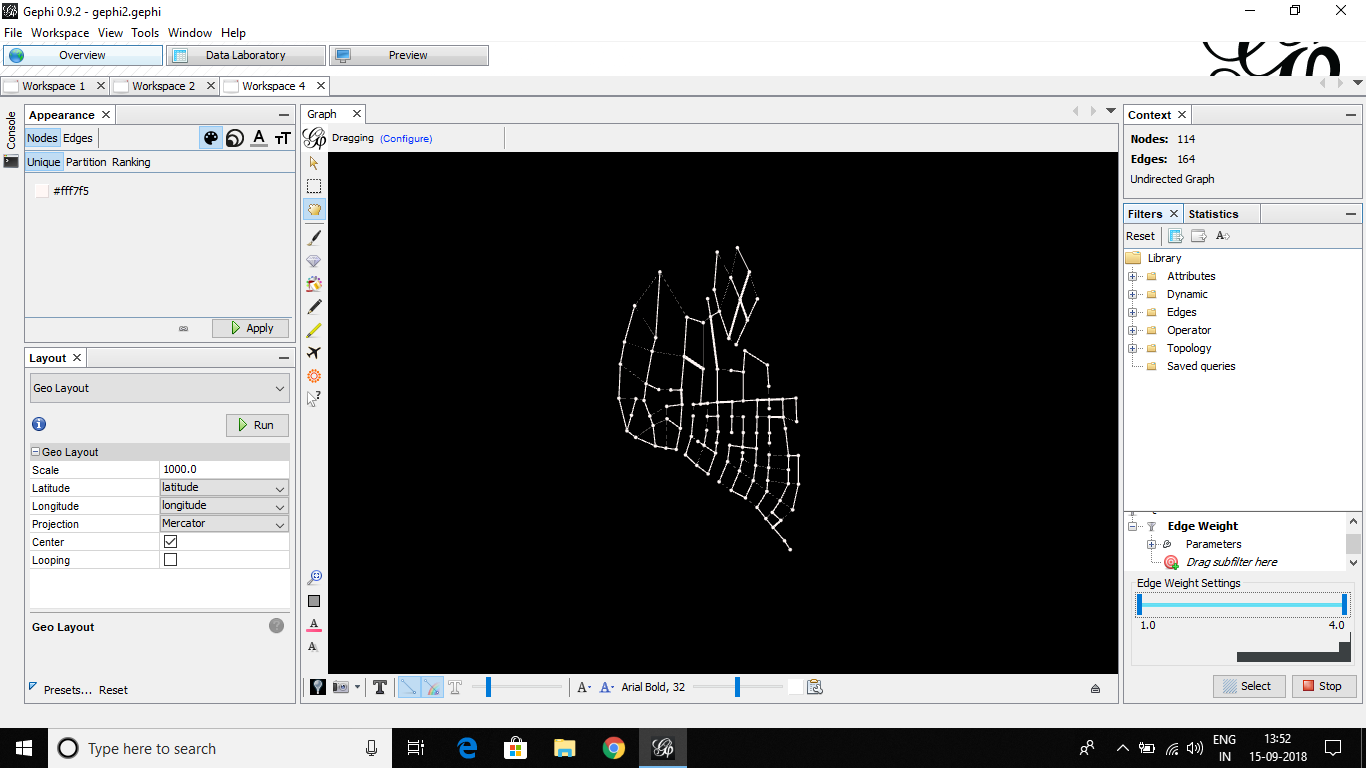 Gephi 0.9.2 - gephi2.gephi
File Workspace View Tools Window Help
Overview Data Laboratory Preview
Workspace 1 Workspace 2 Workspace 4
Console
Appearance
Nodes Edges
Unique Partition Ranking
#fff7f5
Apply
Layout
Geo Layout
Run
Geo Layout
Scale 1000.0
Latitude latitude
Longitude longitude
Projection Mercator
Center
Looping
Geo Layout
Presets... Reset
Graph
Dragging (Configure)
Arial Bold, 32
Context
Nodes: 114
Edges: 164
Undirected Graph
Filters Statistics
Reset
Library
Attributes
Dynamic
Edges
Operator
Topology
Saved queries
Edge Weight
Parameters
Drag subfilter here
Edge Weight Settings
1.0 4.0
Select Stop
Type here to search
ENG
IN
13:52
15-09-2018